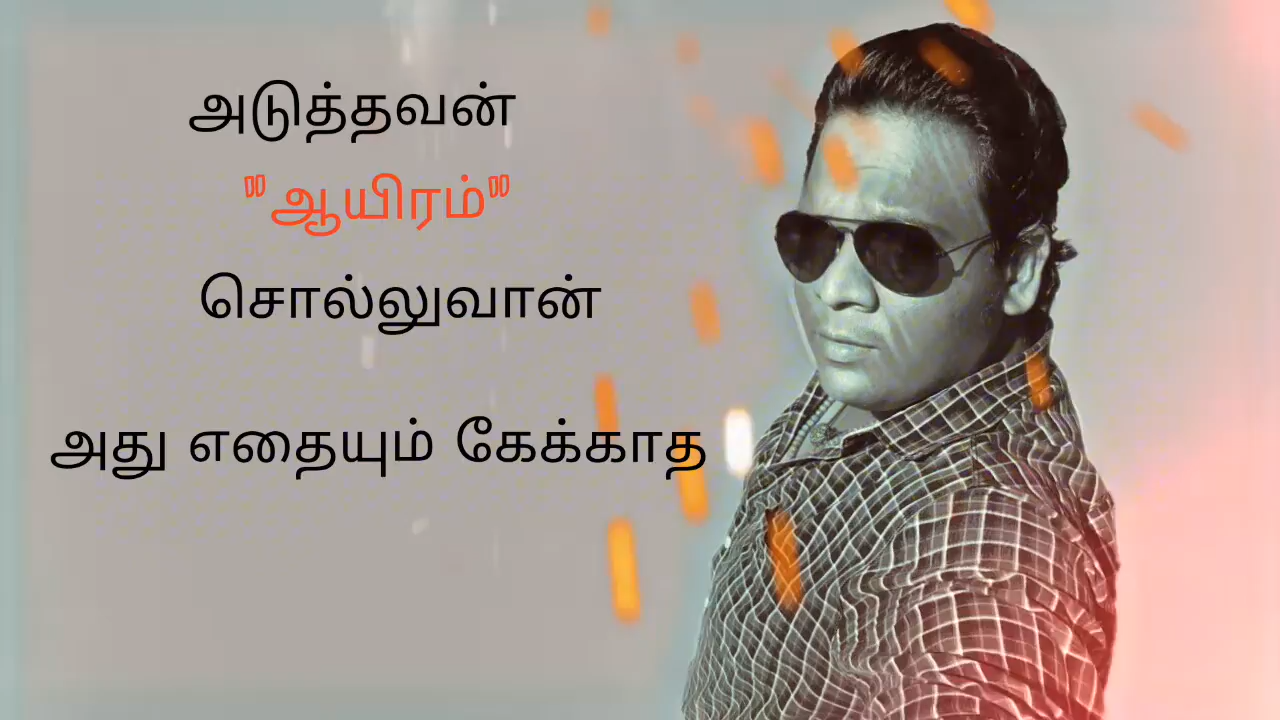 அடுத்தவன்
"ஆயிரம்"
சொல்லுவான்
அது எதையும் கேக்காத